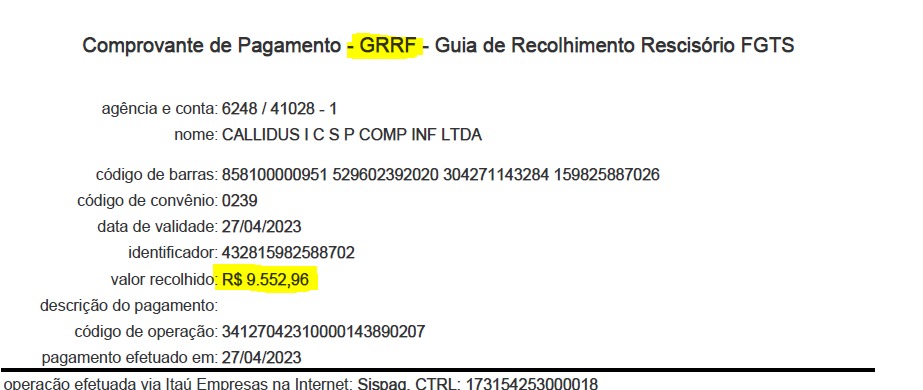 Comprovante de Pagamento - GRRF - Guia de Recolhimento Rescisório FGTS
agência e conta: 6248 / 41028 - 1
nome: CALLIDUS I C S P COMP INF LTDA
código de barras: 858100000951 529602392020 304271143284 159825887026
código de convênio: 0239
data de validade: 27/04/2023
identificador: 432815982588702
valor recolhido: R$ 9.552,96
descrição do pagamento:
código de operação: 34127042310000143890207
pagamento efetuado em: 27/04/2023
operação efetuada via Itaú Empresas na Internet: Sispag. CTRL: 173154253000018